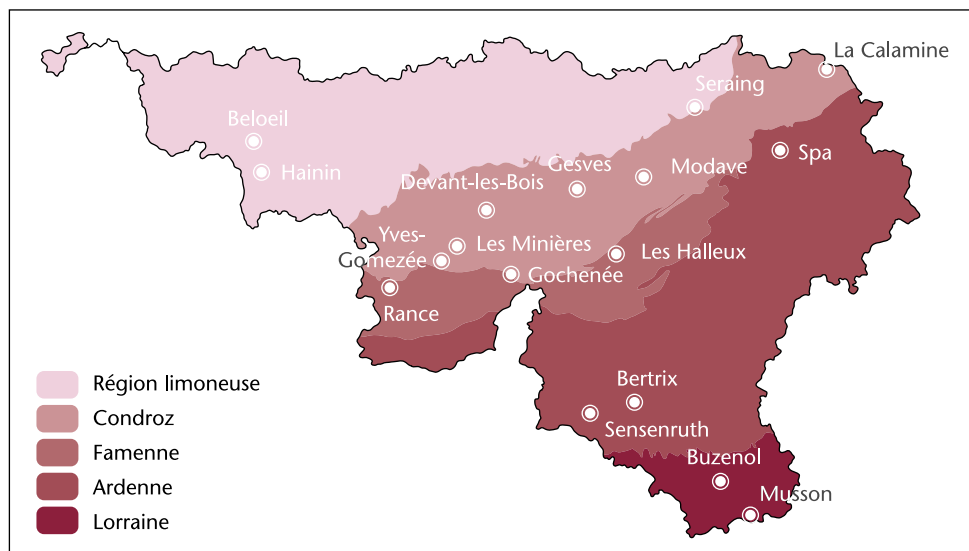 La Calamine
Seraing
Beloeil
Spa
Hainin
Gesves
Modave
Devant-les-Bois
Yves-
Gomezée
Les Minières
Les Halleux
Gochenée
Rance
Bertrix
Sensenruth
Buzenol
Musson
Région limoneuse
Condroz
Famenne
Ardenne
Lorraine